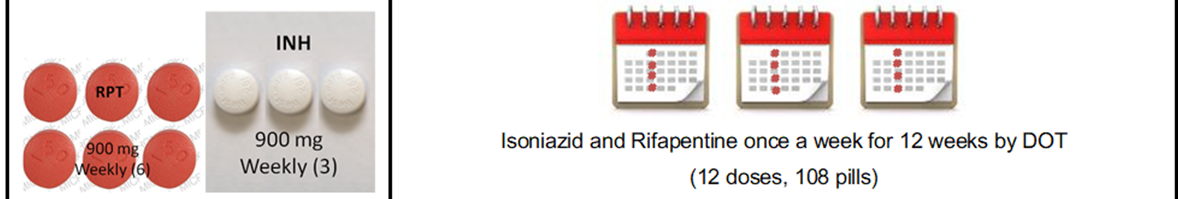 INH
RPT
900 mg
Weekly (6)
900 mg
Weekly (3)
Isoniazid and Rifapentine once a week for 12 weeks by DOT
(12 doses, 108 pills)